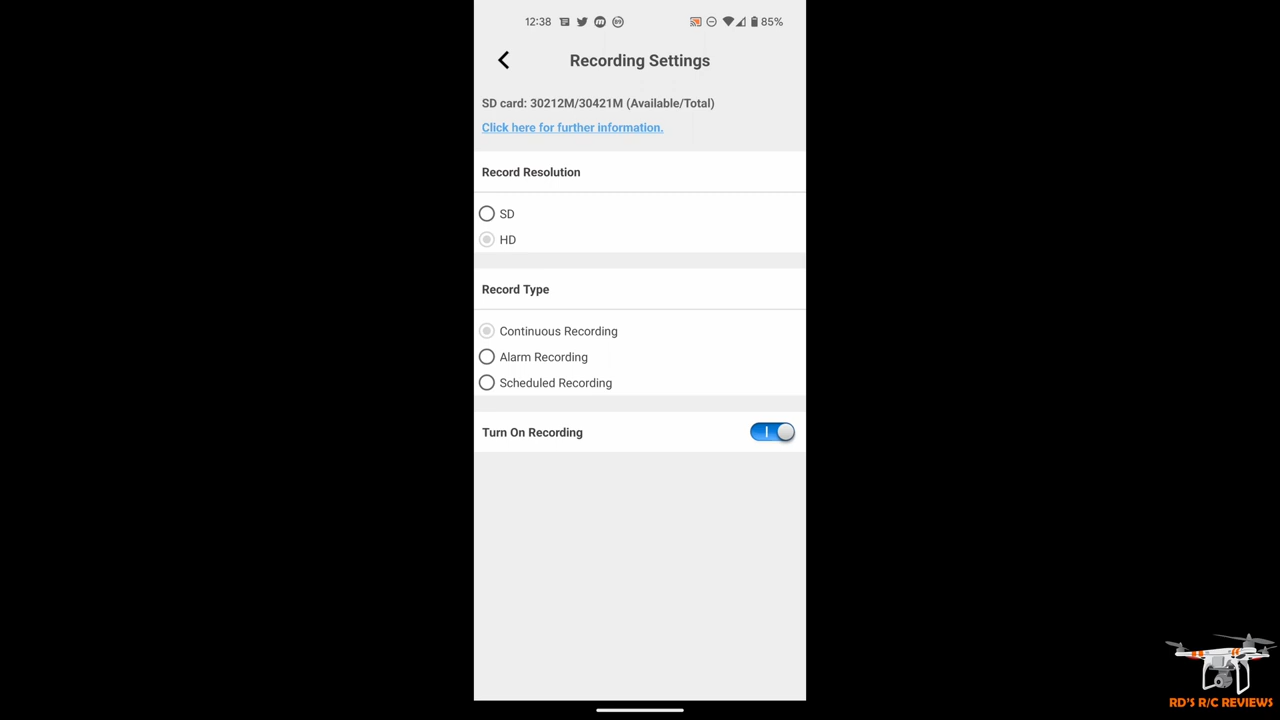 12:38 85%
Recording Settings
SD card: 30212M/30421M (Available/Total)
Click here for further information.
Record Resolution
SD
HD
Record Type
Continuous Recording
Alarm Recording
Scheduled Recording
Turn On Recording
RD'S R/C REVIEWS